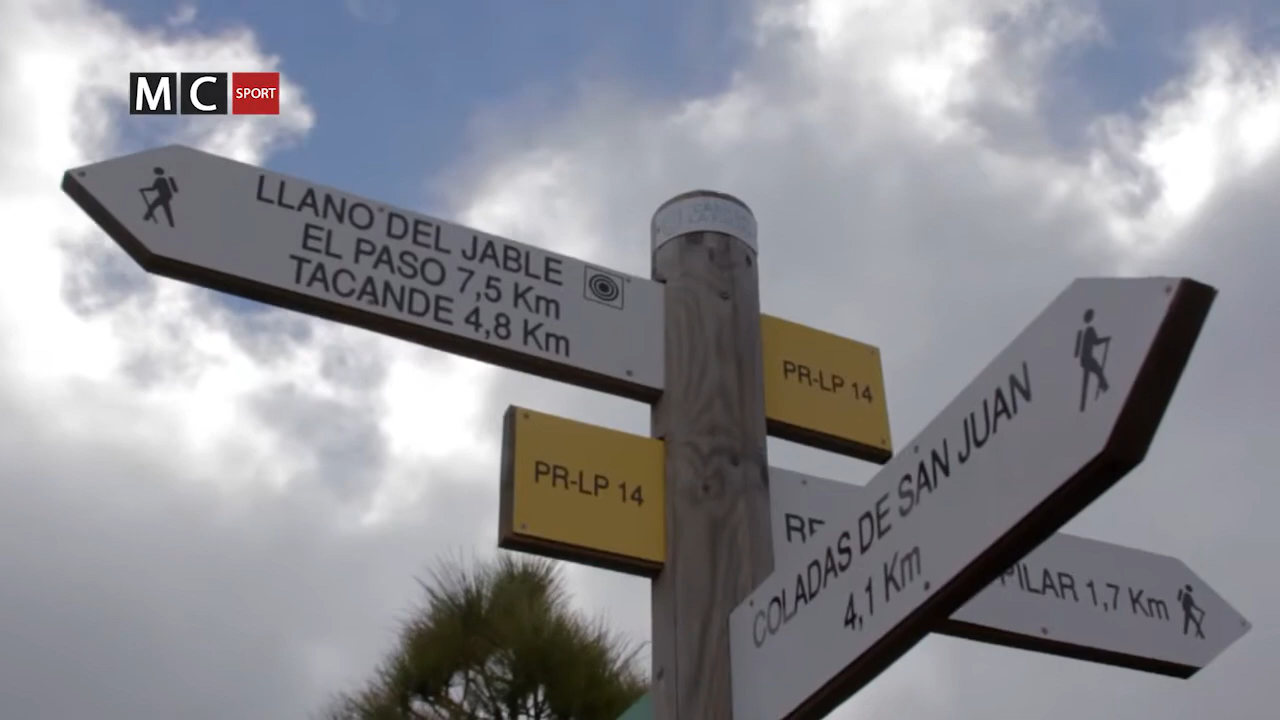 MC SPORT
LLANO DEL JABLE
EL PASO 7,5 Km
TACANDE 4,8 Km
PR-LP 14
PR-LP 14
COLADAS DE SAN JUAN
4,1 Km
PILAR 1,7 Km